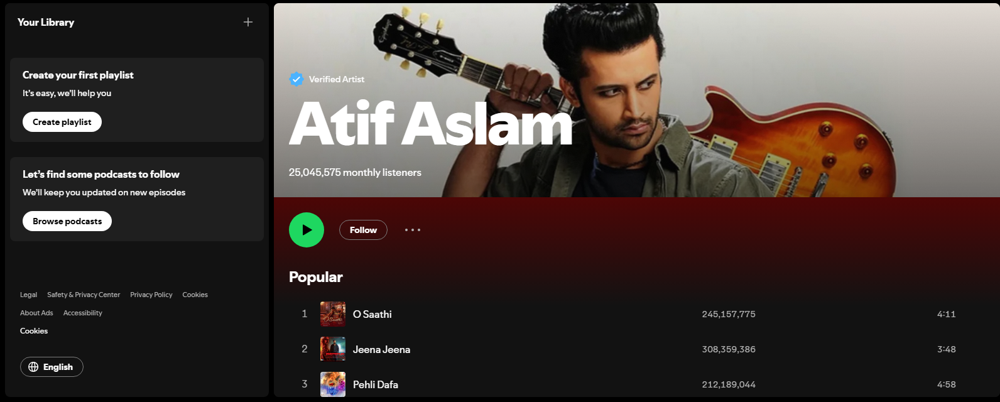 Your Library
Create your first playlist
It's easy, we'll help you
Create playlist
Let's find some podcasts to follow
We'll keep you updated on new episodes
Browse podcasts
Legal Safety & Privacy Center Privacy Policy Cookies
About Ads Accessibility
Cookies
English
Verified Artist
Atif Aslam
25,045,575 monthly listeners
Follow
Popular
1 O Saathi 245,157,775 4:11
2 Jeena Jeena 308,359,386 3:48
3 Pehli Dafa 212,189,044 4:58